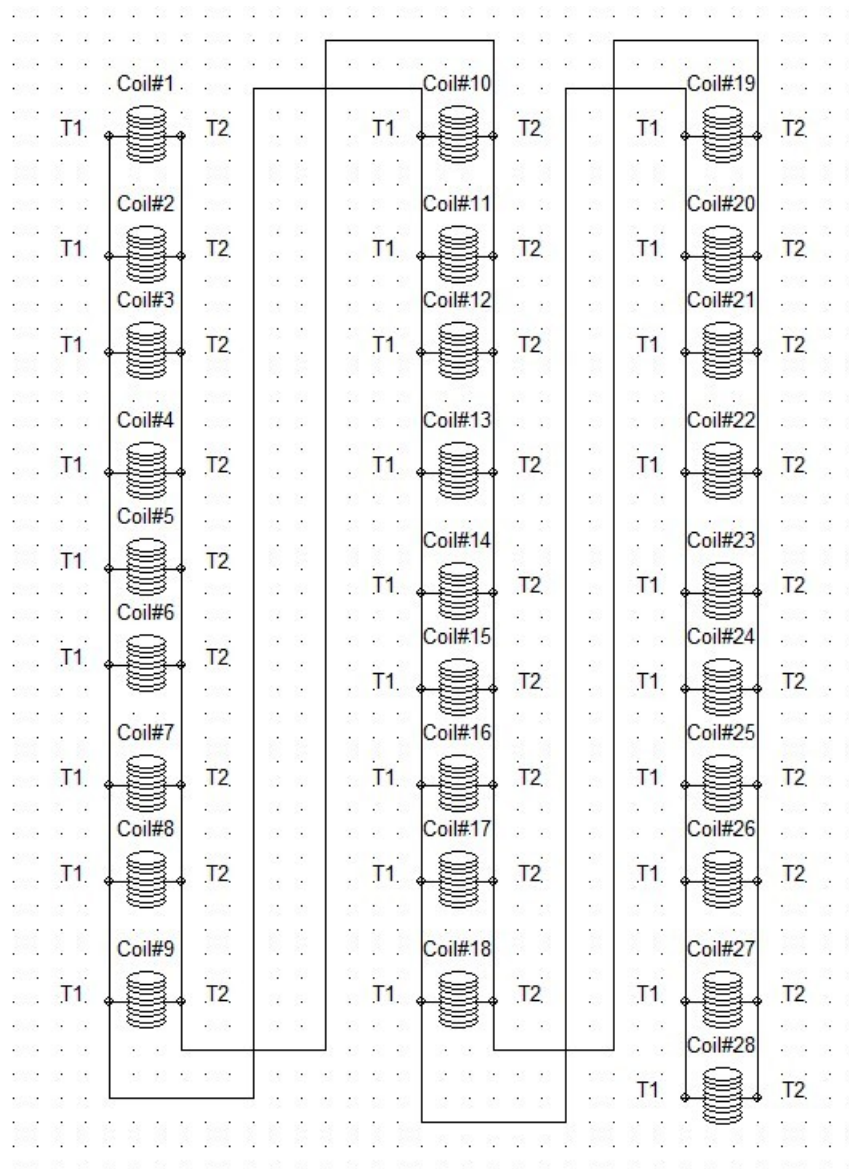 Coil#1 Coil#10 Coil#19
T1 T2 T1 T2 T1 T2
Coil#2 Coil#11 Coil#20
T1 T2 T1 T2 T1 T2
Coil#3 Coil#12 Coil#21
T1 T2 T1 T2 T1 T2
Coil#4 Coil#13 Coil#22
T1 T2 T1 T2 T1 T2
Coil#5
Coil#14 Coil#23
T1 T2
T1 T2 T1 T2
Coil#6
Coil#15 Coil#24
T1 T2
T1 T2 T1 T2
Coil#7 Coil#16 Coil#25
T1 T2 T1 T2 T1 T2
Coil#8 Coil#17 Coil#26
T1 T2 T1 T2 T1 T2
Coil#9 Coil#18 Coil#27
T1 T2 T1 T2 T1 T2
Coil#28
T1 T2